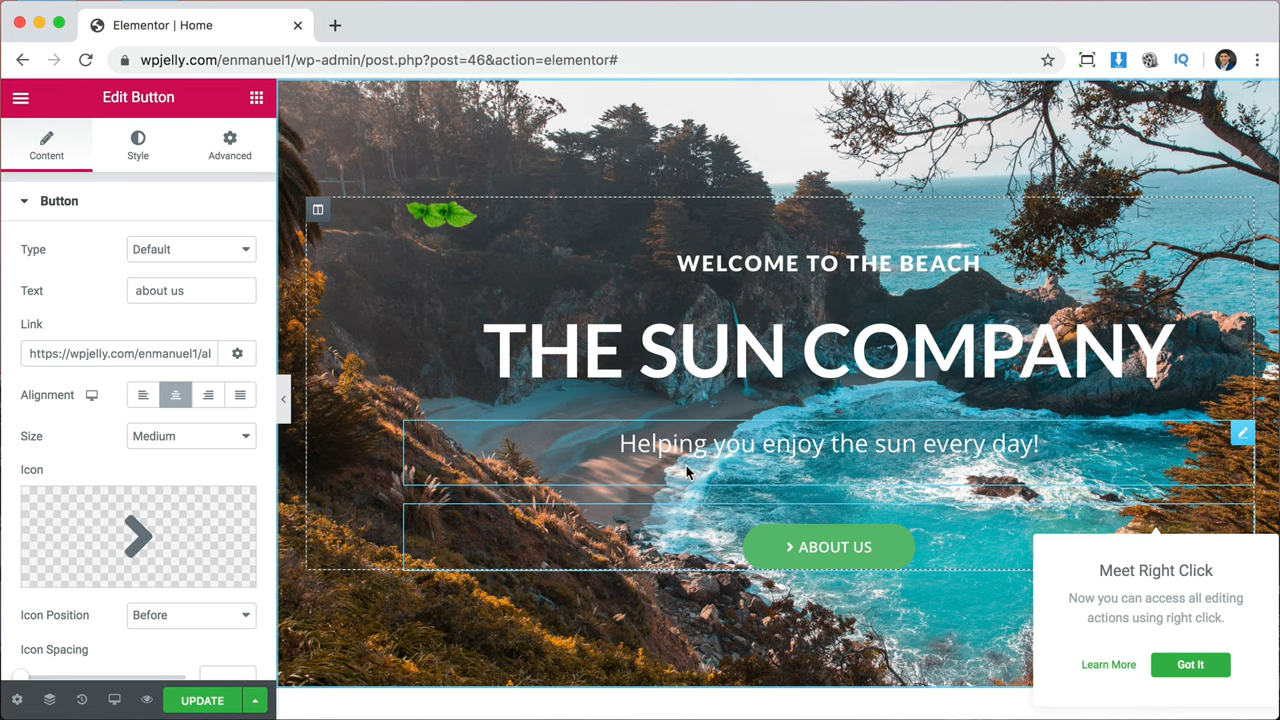 Elementor | Home
wpjelly.com/enmanuel1/wp-admin/post.php?post=46&action=elementor#
IQ
Edit Button
Content
Style
Advanced
Button
Type
Default
Text
about us
Link
https://wpjelly.com/enmanuel1/al
Alignment
Size
Medium
Icon
Icon Position
Before
Icon Spacing
UPDATE
WELCOME TO THE BEACH
THE SUN COMPANY
Helping you enjoy the sun every day!
ABOUT US
Meet Right Click
Now you can access all editing
actions using right click.
Learn More
Got It